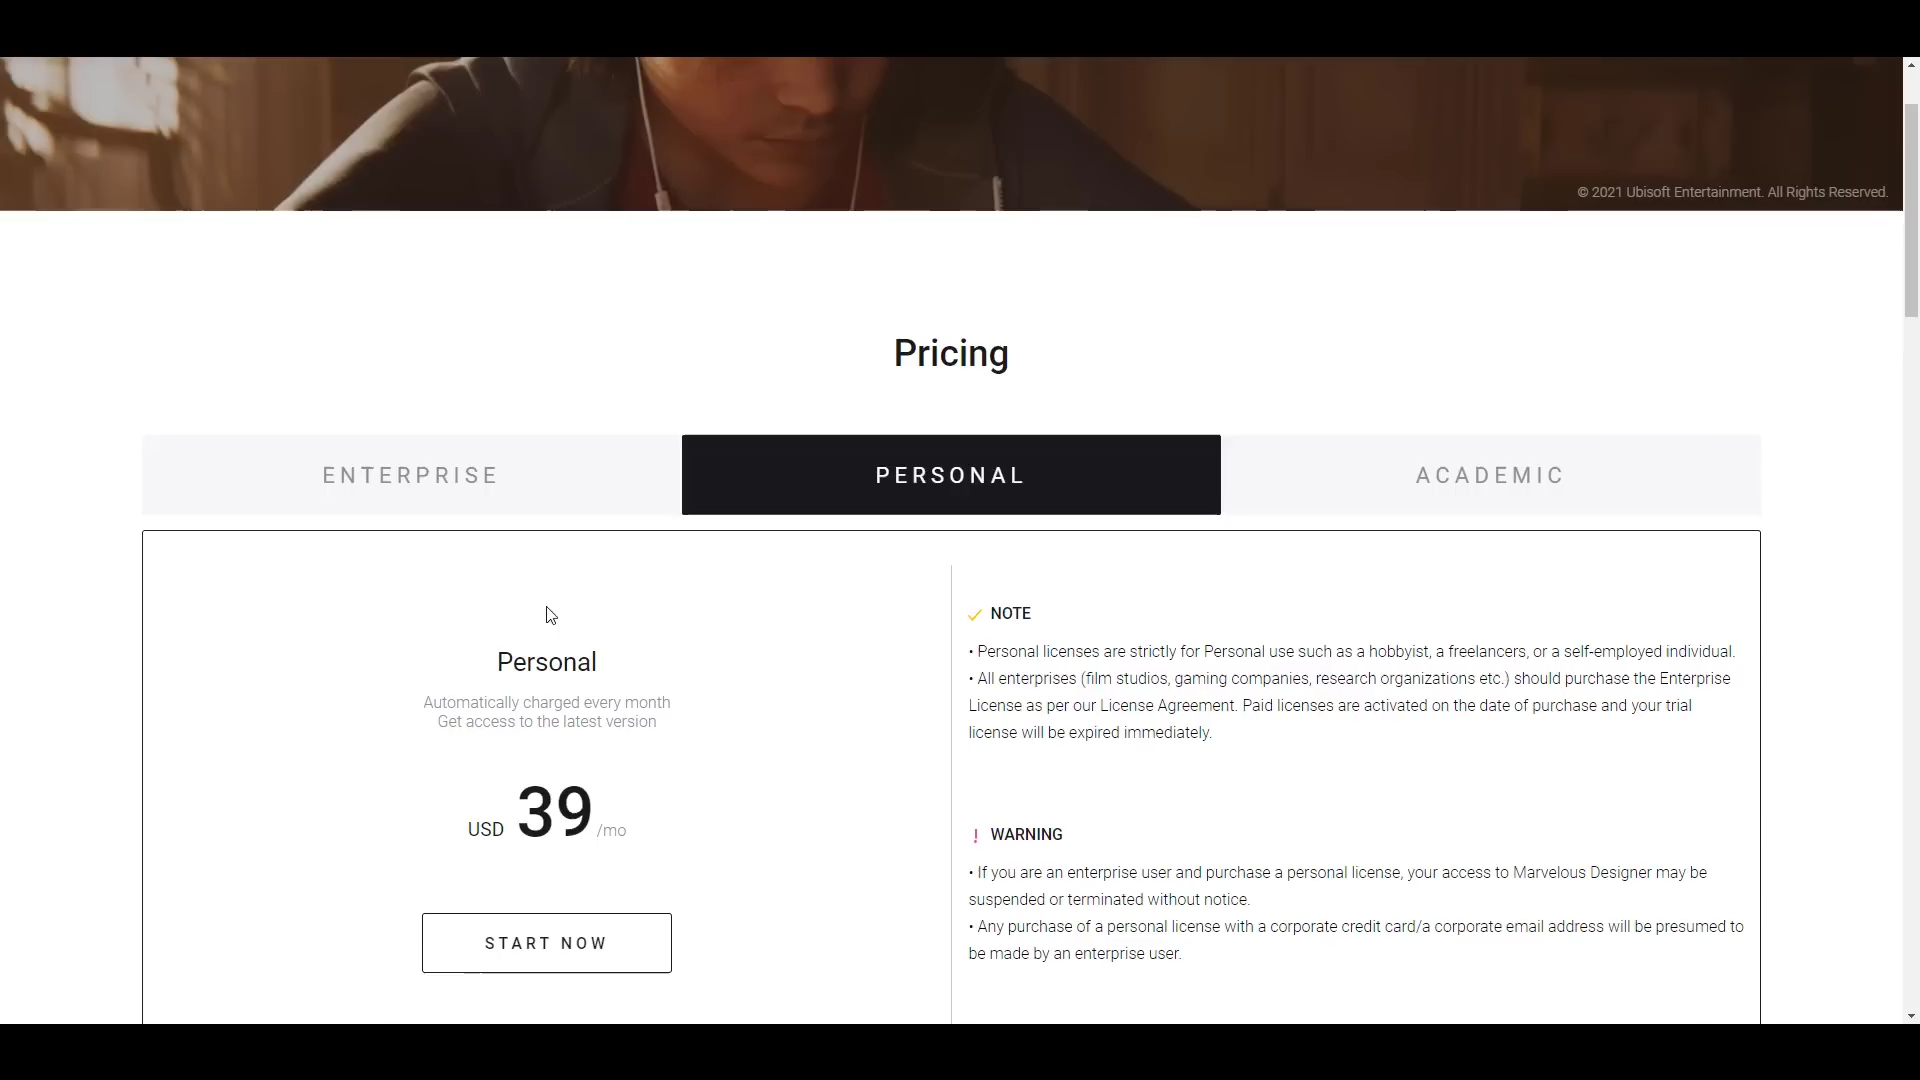 © 2021 Ubisoft Entertainment. All Rights Reserved.
Pricing
ENTERPRISE
PERSONAL
ACADEMIC
Personal
Automatically charged every month
Get access to the latest version
USD 39 /mo
START NOW
NOTE
• Personal licenses are strictly for Personal use such as a hobbyist, a freelancers, or a self-employed individual.
• All enterprises (film studios, gaming companies, research organizations etc.) should purchase the Enterprise
License as per our License Agreement. Paid licenses are activated on the date of purchase and your trial
license will be expired immediately.
! WARNING
• If you are an enterprise user and purchase a personal license, your access to Marvelous Designer may be
suspended or terminated without notice.
• Any purchase of a personal license with a corporate credit card/a corporate email address will be presumed to
be made by an enterprise user.